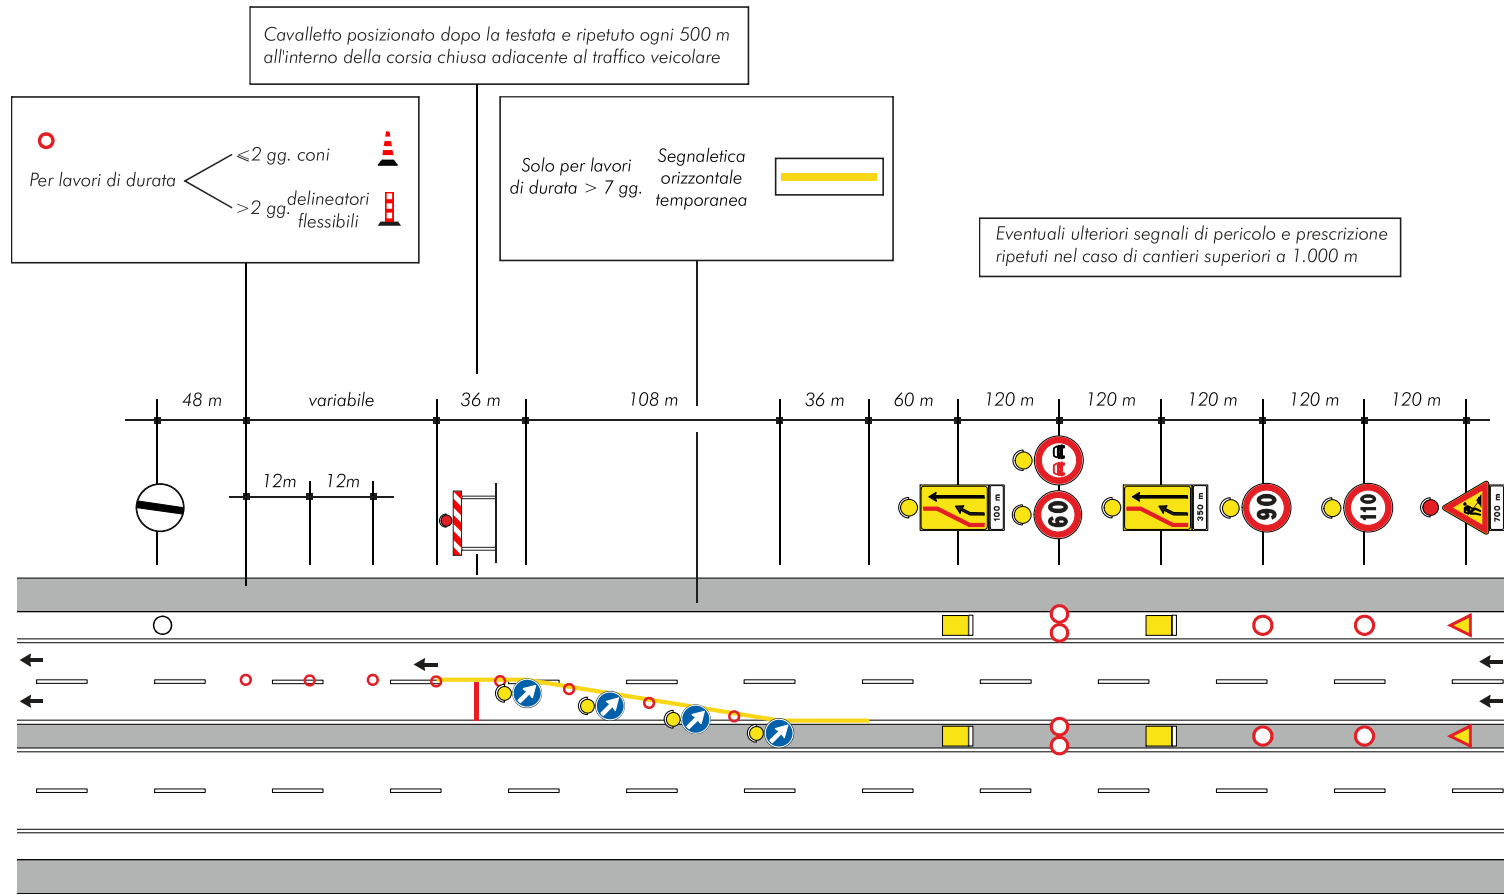 Cavalletto posizionato dopo la testata e ripetuto ogni 500 m
all'interno della corsia chiusa adiacente al traffico veicolare
Per lavori di durata
⩽2 gg. coni
>2 gg. delineatori
flessibili
Solo per lavori
di durata > 7 gg.
Segnaletica
orizzontale
temporanea
Eventuali ulteriori segnali di pericolo e prescrizione
ripetuti nel caso di cantieri superiori a 1.000 m
48 m
variabile
36 m
108 m
36 m
60 m
120 m
120 m
120 m
120 m
120 m
12m
12m
100 m
60
350 m
90
110
700 m